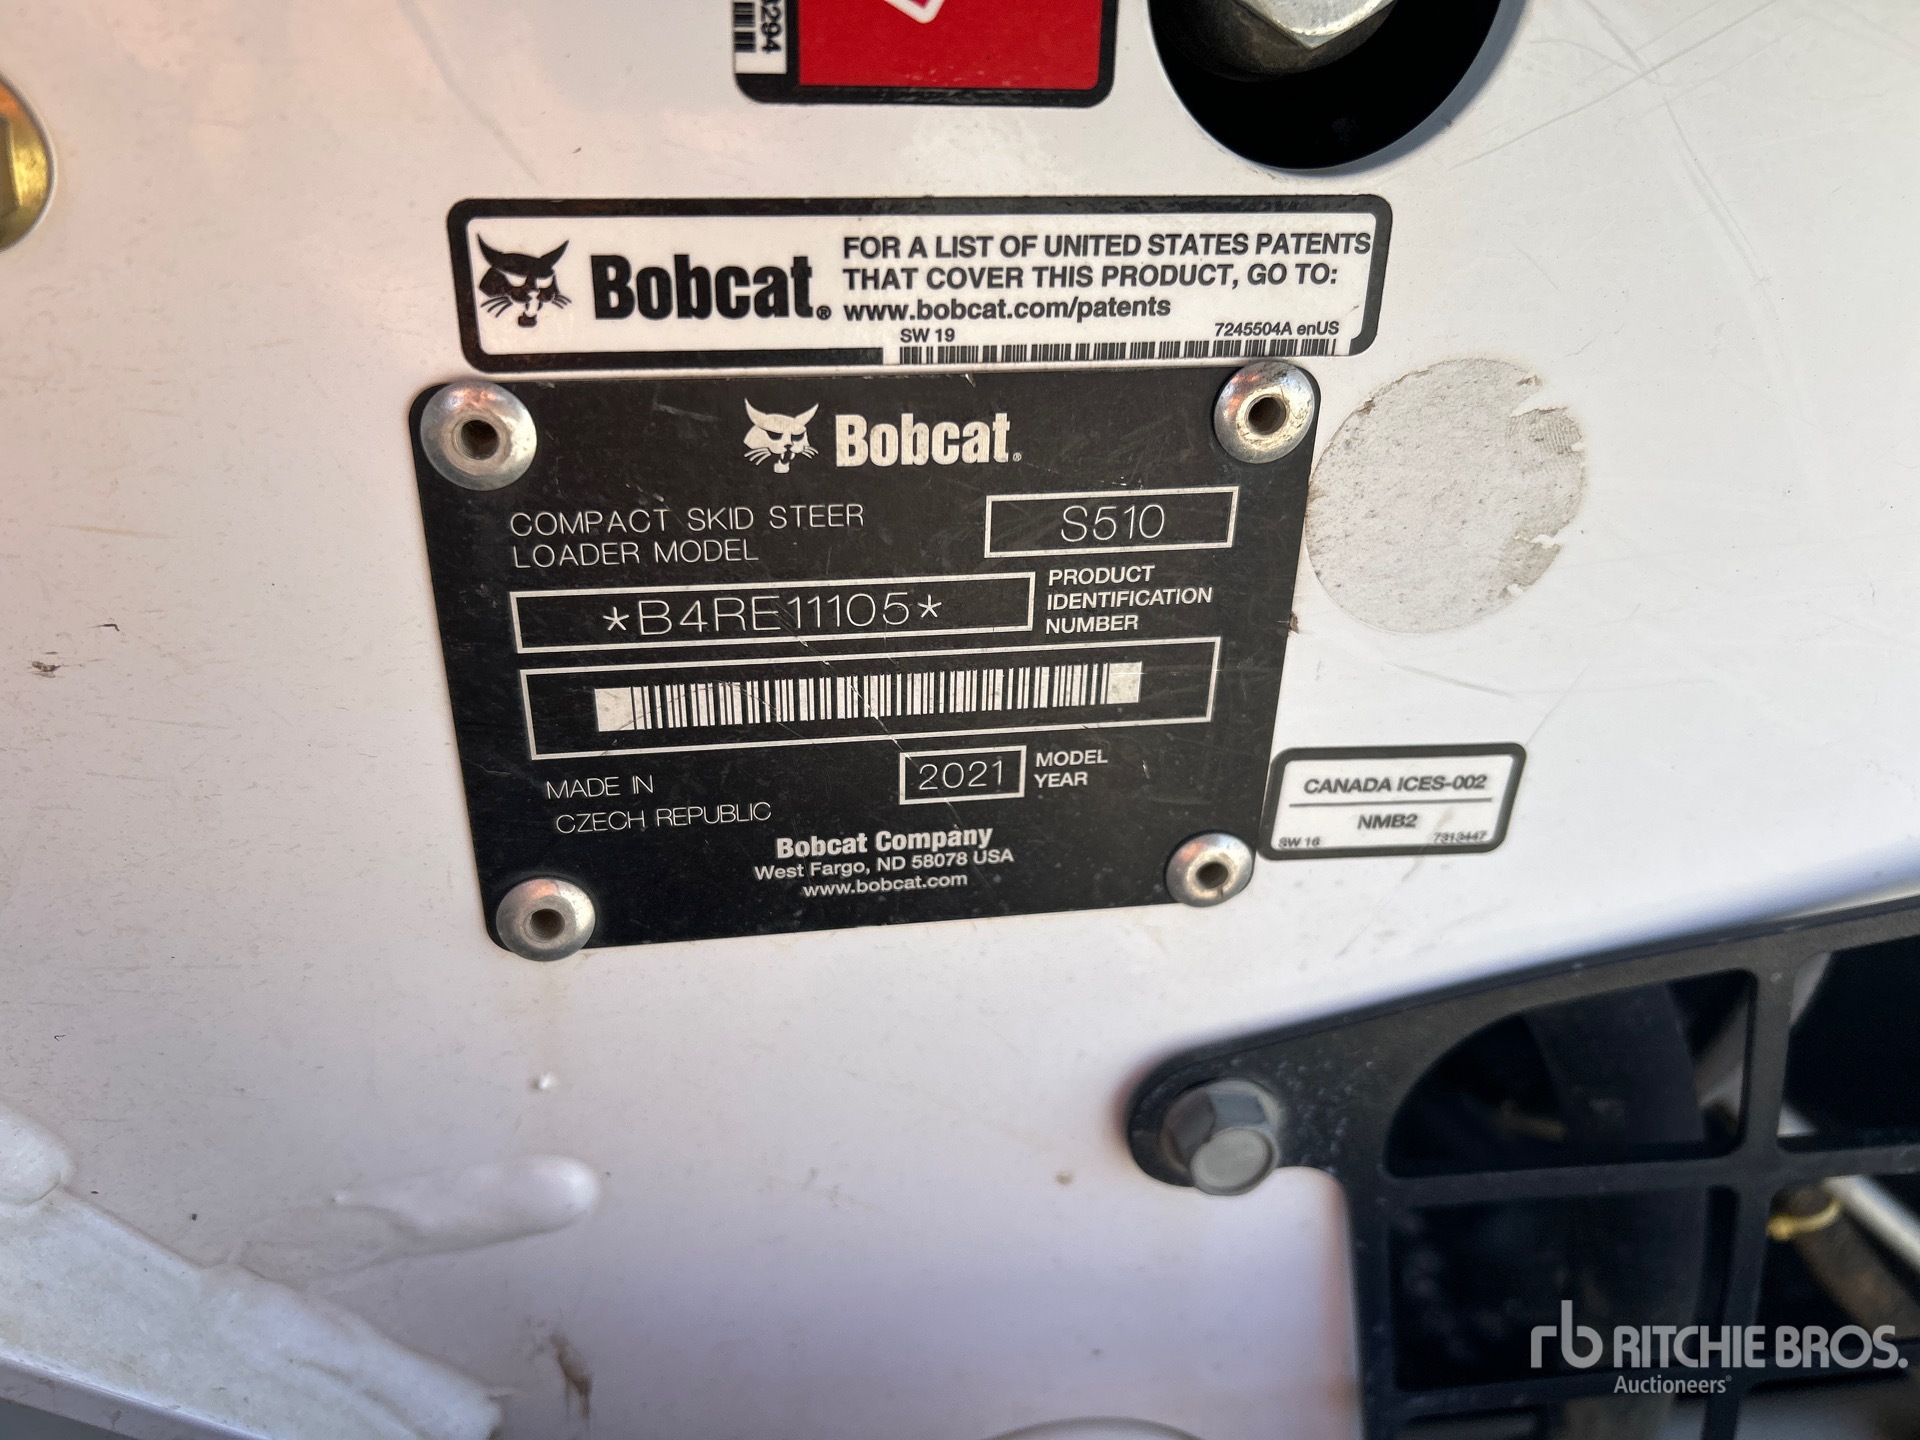 3294
Bobcat®
FOR A LIST OF UNITED STATES PATENTS
THAT COVER THIS PRODUCT, GO TO:
www.bobcat.com/patents
SW 19
7245504A enUS
Bobcat®
COMPACT SKID STEER
LOADER MODEL
S510
*B4RE11105*
PRODUCT
IDENTIFICATION
NUMBER
MADE IN
CZECH REPUBLIC
2021
MODEL
YEAR
Bobcat Company
West Fargo, ND 58078 USA
www.bobcat.com
CANADA ICES-002
NMB2
SW 16
7313447
rb RITCHIE BROS.
Auctioneers®